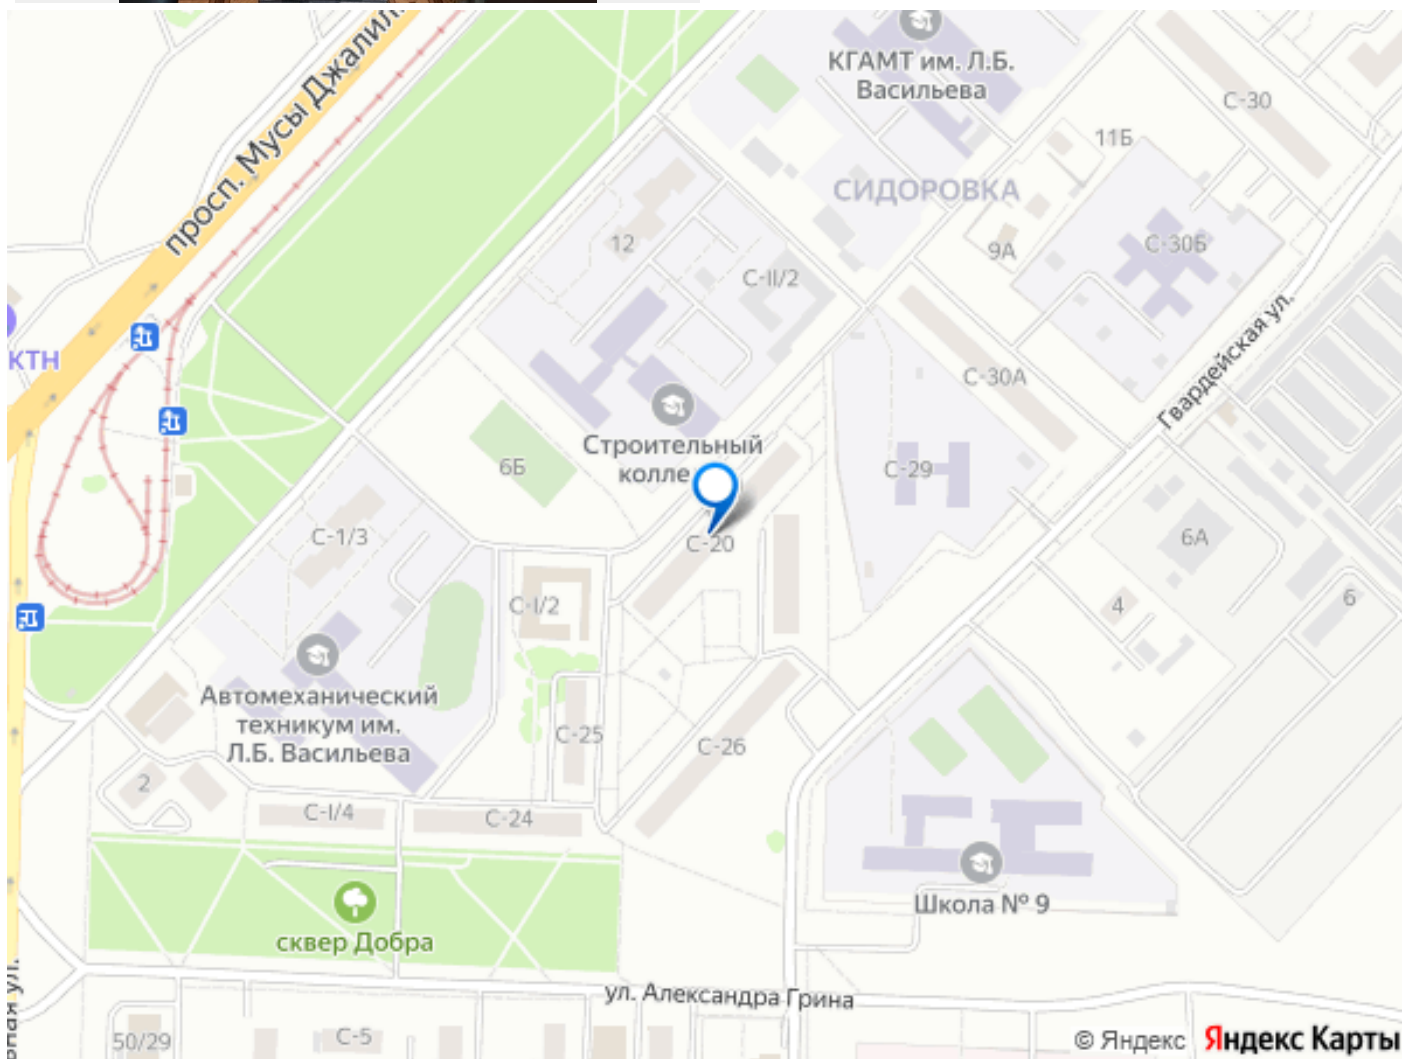 просп. Мусы Джалил
КГАМТ им. Л.Б.
Васильева
С-30
11Б
СИДОРОВКА
12
9А
С-30Б
С-II/2
КТН
С-30А
Гвардейская ул.
Строительный
колле
6Б
С-29
С-1/3
С-20
6А
С-I/2
4
6
Автомеханический
техникум им.
Л.Б. Васильева
С-25
С-26
2
С-I/4
С-24
Школа № 9
сквер Добра
ул. Александра Грина
ул.
50/29
С-5
© Яндекс Яндекс Карты